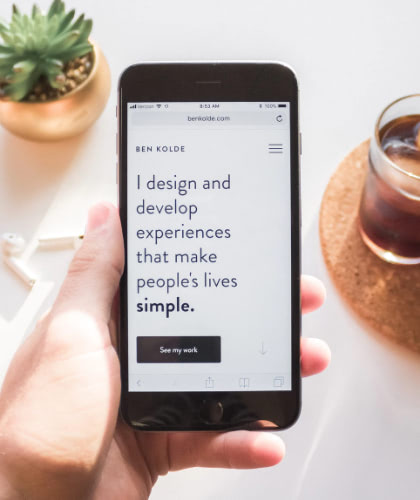 verizon 8:53 AM 100%
benkolde.com
BEN KOLDE
I design and
develop
experiences
that make
people's lives
simple.
See my work